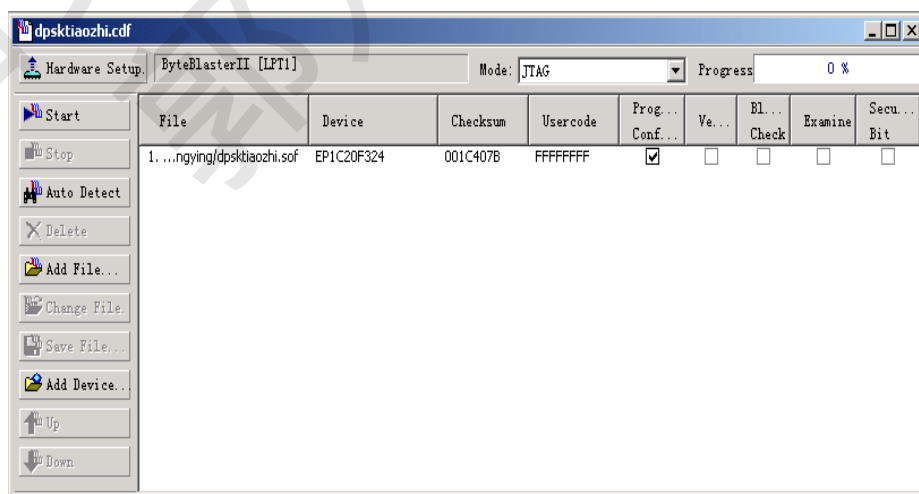 dpsktiaozhi.cdf
Hardware Setup. ByteBlasterII [LPT1] Mode: JTAG Progress 0 %
Start
Stop
Auto Detect
Delete
Add File...
Change File.
Save File...
Add Device..
Up
Down
File Device Checksum Usercode Prog... Conf... Ve... Bl... Check Examine Secu... Bit
1. ...ngying/dpsktiaozhi.sof EP1C20F324 001C407B FFFFFFFF